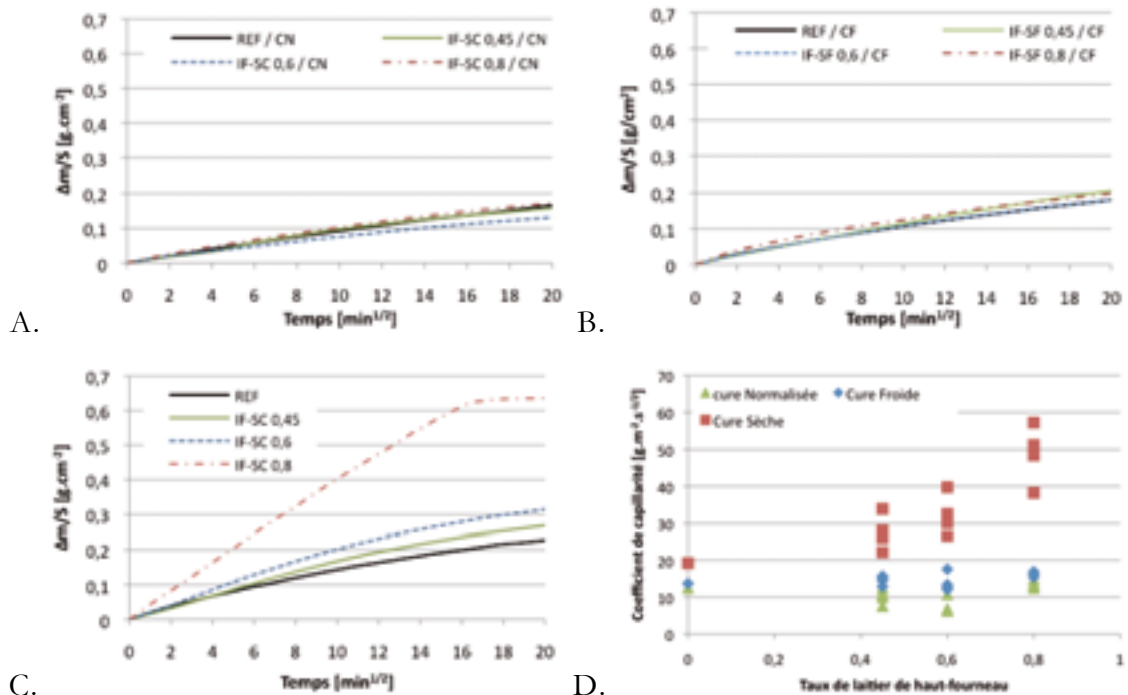 0,7
0,6
0,5
0,4
0,3
0,2
0,1
0
Δm/S [g.cm⁻²]
REF / CN
IF-SC 0,45 / CN
IF-SC 0,6 / CN
IF-SC 0,8 / CN
0 2 4 6 8 10 12 14 16 18 20
Temps [min¹/²]
A.
0,7
0,6
0,5
0,4
0,3
0,2
0,1
0
Δm/S [g/cm²]
REF / CF
IF-SF 0,45 / CF
IF-SF 0,6 / CF
IF-SF 0,8 / CF
0 2 4 6 8 10 12 14 16 18 20
Temps [min¹/²]
B.
0,7
0,6
0,5
0,4
0,3
0,2
0,1
0
Δm/S [g.cm⁻²]
REF
IF-SC 0,45
IF-SC 0,6
IF-SC 0,8
0 2 4 6 8 10 12 14 16 18 20
Temps [min¹/²]
C.
70
60
50
40
30
20
10
0
Coefficient de capillarité [g.m⁻².s⁻¹/²]
cure Normalisée
Cure Froide
Cure Sèche
0 0,2 0,4 0,6 0,8 1
Taux de laitier de haut-fourneau
D.